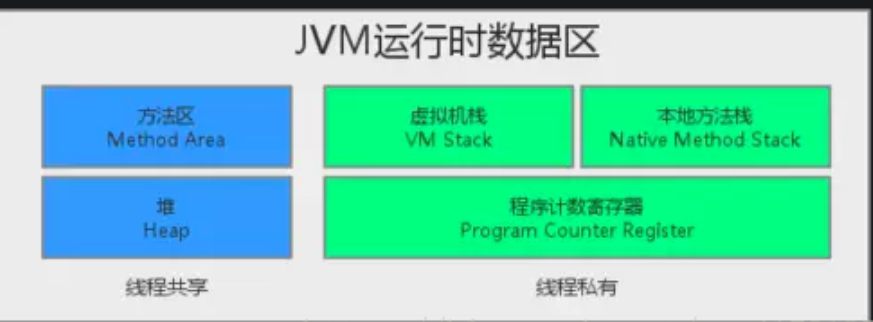 JVM运行时数据区
方法区
Method Area
虚拟机栈
VM Stack
本地方法栈
Native Method Stack
堆
Heap
程序计数寄存器
Program Counter Register
线程共享
线程私有